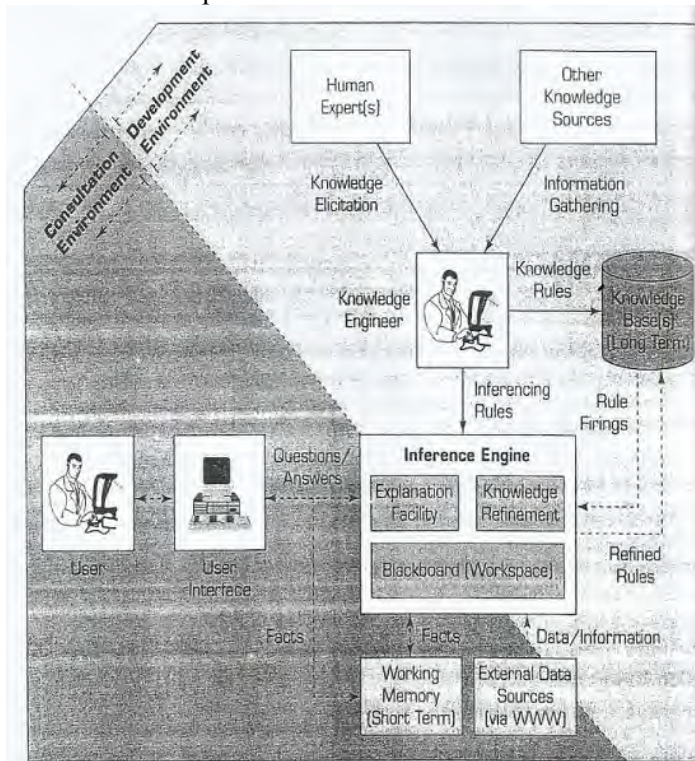 Human
Expert(s)
Other
Knowledge
Sources
Development
Environment
Consultation
Environment
Knowledge
Elicitation
Information
Gathering
Knowledge
Engineer
Knowledge
Rules
Knowledge
Base(s)
(Long Term)
Inferencing
Rules
Rule
Firings
Questions/
Answers
Inference Engine
Explanation
Facility
Knowledge
Refinement
Blackboard (Workspace)
User
User
Interface
Refined
Rules
Facts
Facts
Data/Information
Working
Memory
(Short Term)
External Data
Sources
(via WWW)